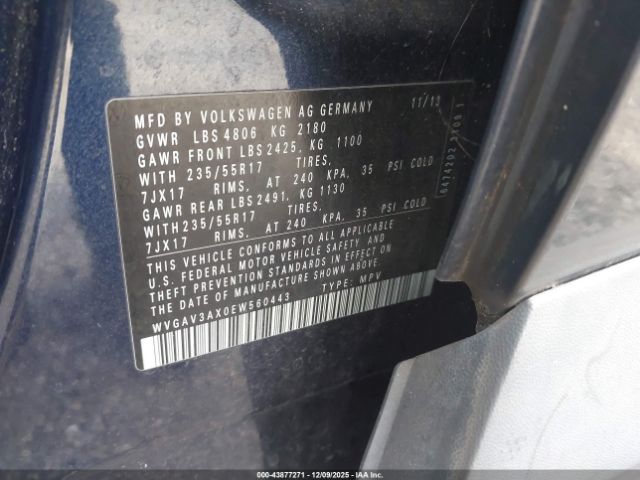 MFD BY VOLKSWAGEN AG GERMANY 11/13
GVWR LBS 4806 KG 2180
GAWR FRONT LBS 2425, KG 1100
WITH 235/55R17 TIRES.
7JX17 RIMS. AT 240 KPA, 35 PSI COLD
GAWR REAR LBS 2491, KG 1130
WITH 235/55R17 TIRES.
7JX17 RIMS. AT 240 KPA, 35 PSI COLD
THIS VEHICLE CONFORMS TO ALL APPLICABLE
U.S. FEDERAL MOTOR VEHICLE SAFETY AND
THEFT PREVENTION STANDARDS IN EFFECT ON
THE DATE OF MANUFACTURE SHOWN ABOVE.
WVGAV3AX0EW560443 TYPE: MPV
6474202
000-43877271 - 12/09/2025 - IAAI.COM